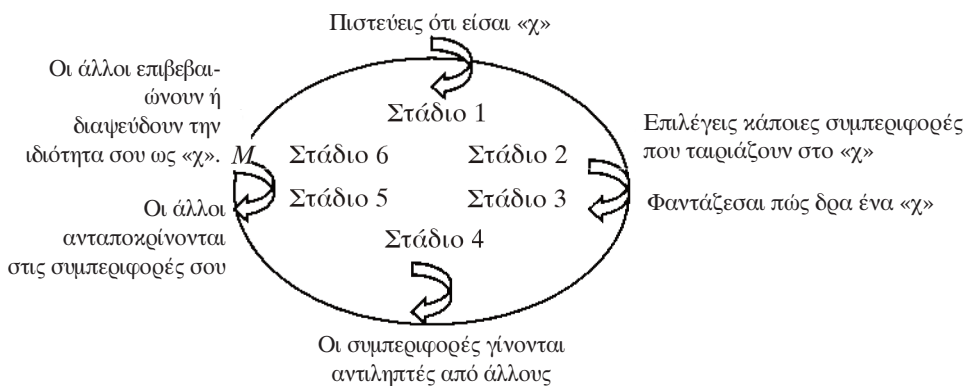 Πιστεύεις ότι είσαι «χ»
Στάδιο 1
Επιλέγεις κάποιες συμπεριφορές
που ταιριάζουν στο «χ»
Στάδιο 2
Στάδιο 3
Φαντάζεσαι πώς δρα ένα «χ»
Στάδιο 4
Οι συμπεριφορές γίνονται
αντιληπτές από άλλους
Στάδιο 5
Οι άλλοι
ανταποκρίνονται
στις συμπεριφορές σου
Στάδιο 6
Οι άλλοι επιβεβαι-
ώνουν ή
διαψεύδουν την
ιδιότητα σου ως «χ». M